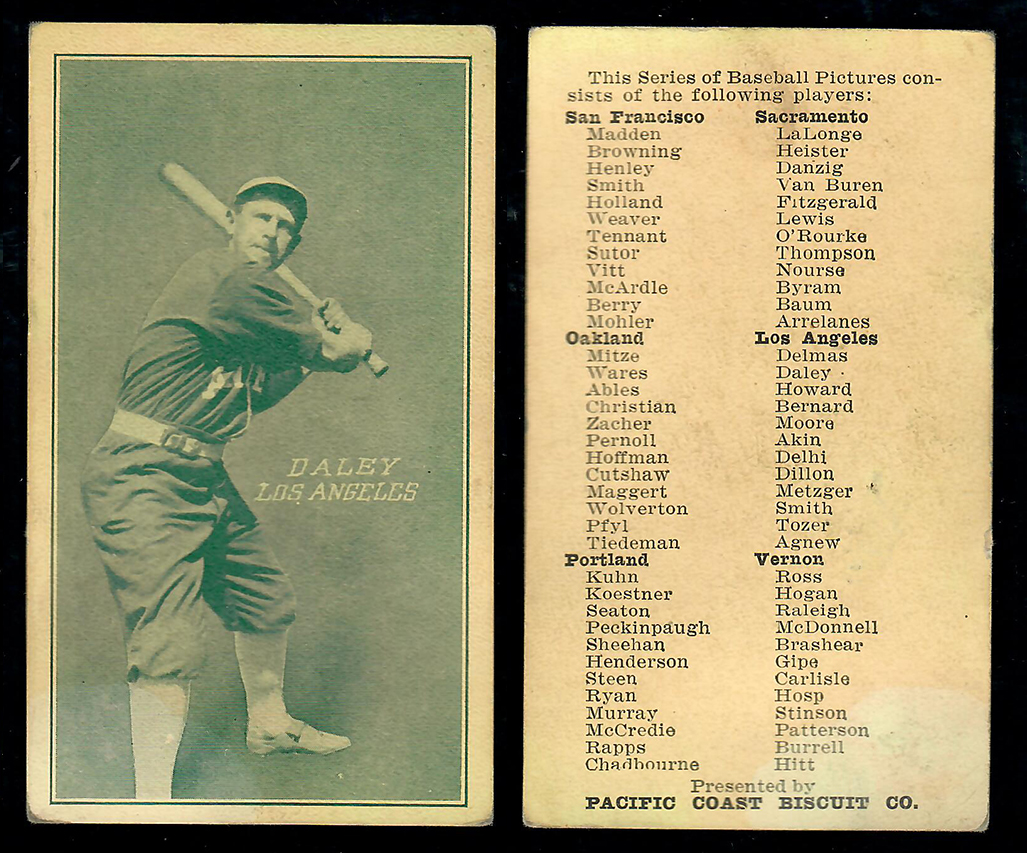 DALEY
LOS ANGELES
This Series of Baseball Pictures con-
sists of the following players:
San Francisco
Madden
Browning
Henley
Smith
Holland
Weaver
Tennant
Sutor
Vitt
McArdle
Berry
Mohler
Oakland
Mitze
Wares
Ables
Christian
Zacher
Pernoll
Hoffman
Cutshaw
Maggert
Wolverton
Pfyl
Tiedeman
Portland
Kuhn
Koestner
Seaton
Peckinpaugh
Sheehan
Henderson
Steen
Ryan
Murray
McCredie
Rapps
Chadbourne
Sacramento
LaLonge
Heister
Danzig
Van Buren
Fitzgerald
Lewis
O'Rourke
Thompson
Nourse
Byram
Baum
Arrelanes
Los Angeles
Delmas
Daley
Howard
Bernard
Moore
Akin
Delhi
Dillon
Metzger
Smith
Tozer
Agnew
Vernon
Ross
Hogan
Raleigh
McDonnell
Brashear
Gipe
Carlisle
Hosp
Stinson
Patterson
Burrell
Hitt
Presented by
PACIFIC COAST BISCUIT CO.